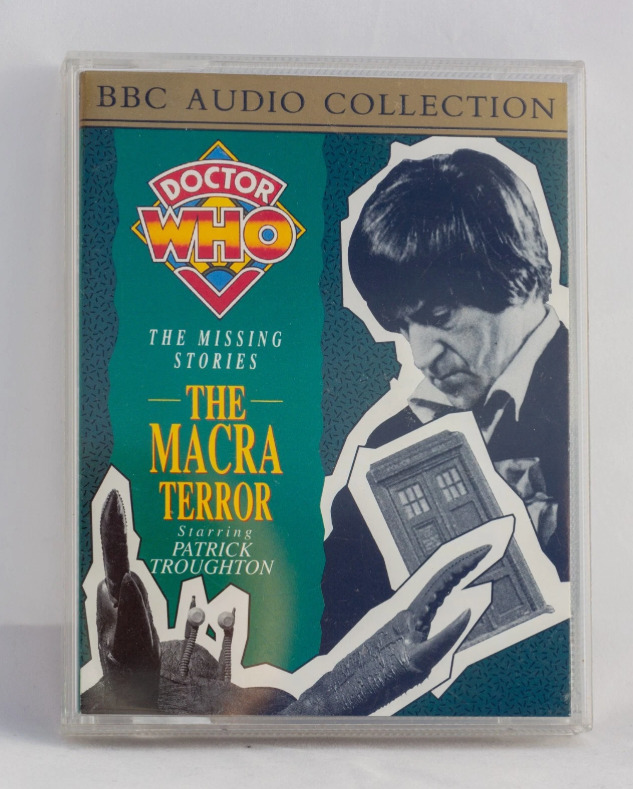 BBC AUDIO COLLECTION
DOCTOR
WHO
THE MISSING
STORIES
THE
MACRA
TERROR
Starring
PATRICK
TROUGHTON